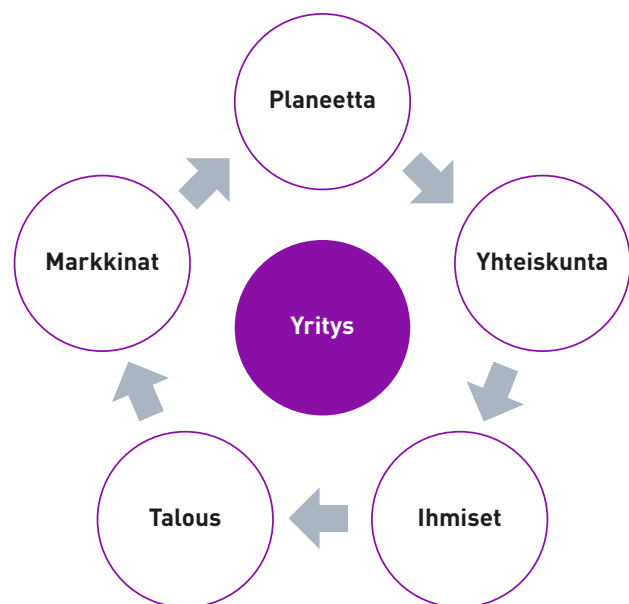 Planeetta
Markkinat
Yhteiskunta
Yritys
Talous
Ihmiset